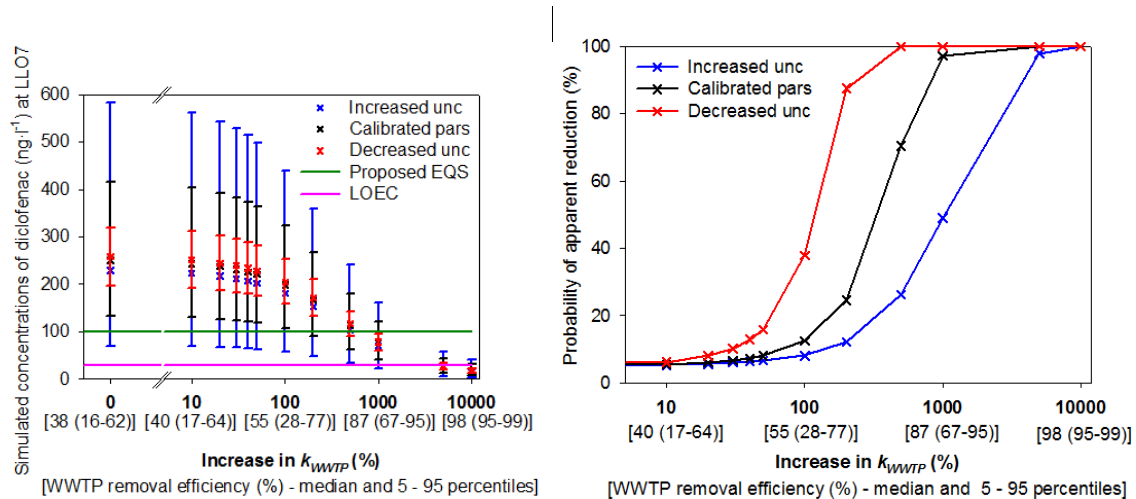 Simulated concentrations of diclofenac (ng·l⁻¹) at LLO7
600
500
400
300
200
100
0
Increased unc
Calibrated pars
Decreased unc
Proposed EQS
LOEC
0 10 100 1000 10000
[38 (16-62)] [40 (17-64)] [55 (28-77)] [87 (67-95)] [98 (95-99)]
Increase in kWWTP (%)
[WWTP removal efficiency (%) - median and 5 - 95 percentiles]
Probability of apparent reduction (%)
100
80
60
40
20
0
Increased unc
Calibrated pars
Decreased unc
10 100 1000 10000
[40 (17-64)] [55 (28-77)] [87 (67-95)] [98 (95-99)]
Increase in kWWTP (%)
[WWTP removal efficiency (%) - median and 5 - 95 percentiles]